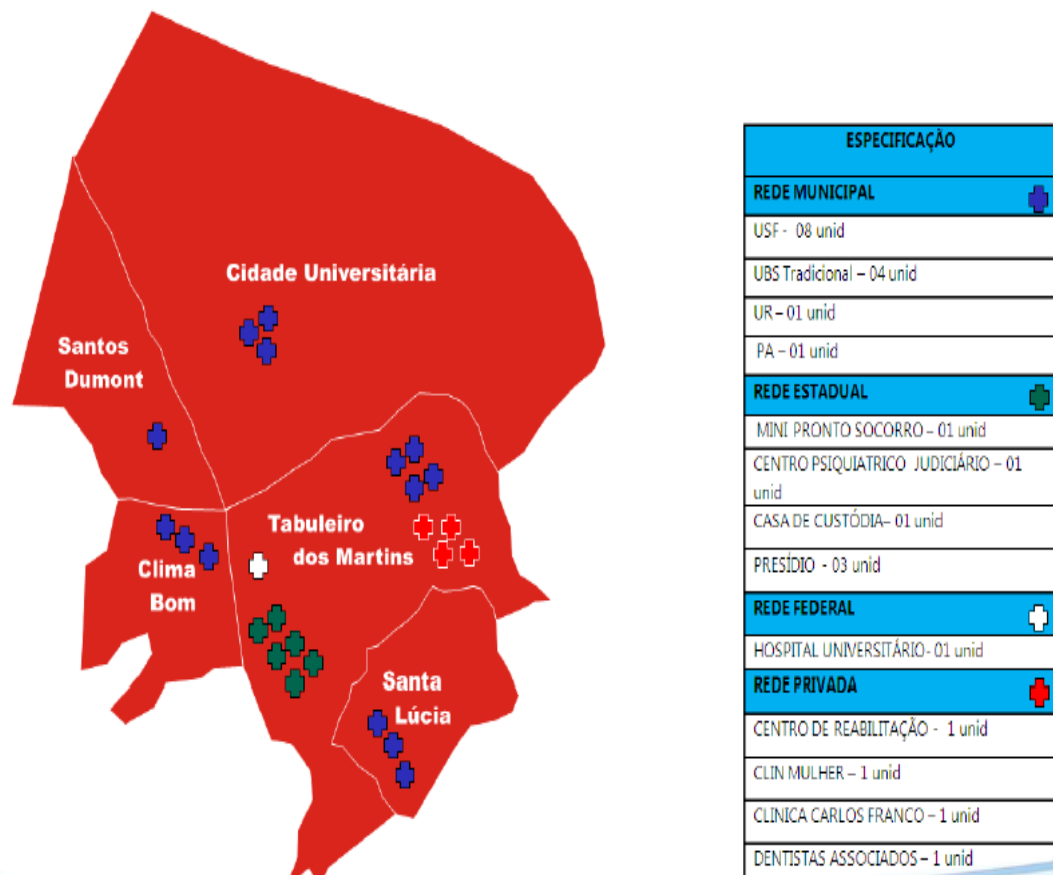 Cidade Universitária
Santos
Dumont
Tabuleiro
dos Martins
Clima
Bom
Santa
Lúcia
ESPECIFICAÇÃO
REDE MUNICIPAL
USF - 08 unid
UBS Tradicional – 04 unid
UR – 01 unid
PA – 01 unid
REDE ESTADUAL
MINI PRONTO SOCORRO – 01 unid
CENTRO PSIQUIATRICO JUDICIÁRIO – 01
unid
CASA DE CUSTÓDIA– 01 unid
PRESÍDIO - 03 unid
REDE FEDERAL
HOSPITAL UNIVERSITÁRIO- 01 unid
REDE PRIVADA
CENTRO DE REABILITAÇÃO - 1 unid
CLIN MULHER – 1 unid
CLINICA CARLOS FRANCO – 1 unid
DENTISTAS ASSOCIADOS – 1 unid